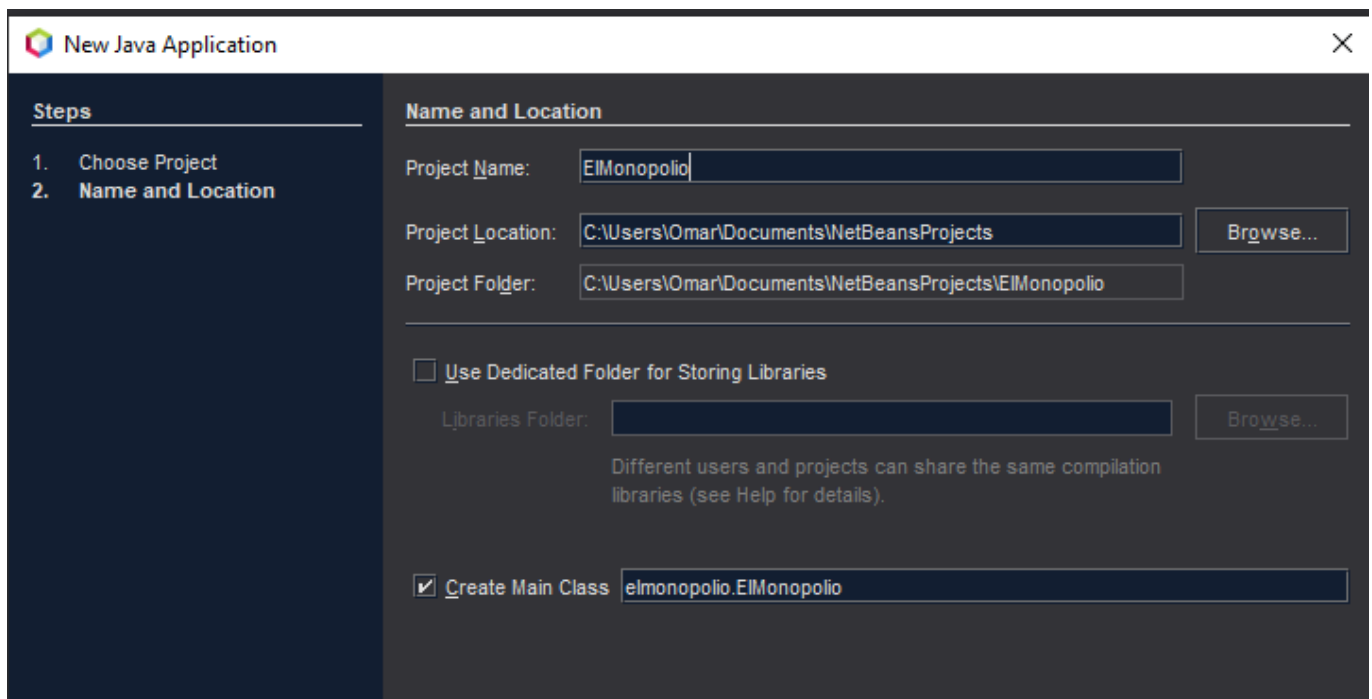 New Java Application
Steps
1. Choose Project
2. Name and Location
Name and Location
Project Name: ElMonopolio
Project Location: C:\Users\Omar\Documents\NetBeansProjects Browse...
Project Folder: C:\Users\Omar\Documents\NetBeansProjects\ElMonopolio
Use Dedicated Folder for Storing Libraries
Libraries Folder: Browse...
Different users and projects can share the same compilation
libraries (see Help for details).
Create Main Class elmonopolio.ElMonopolio